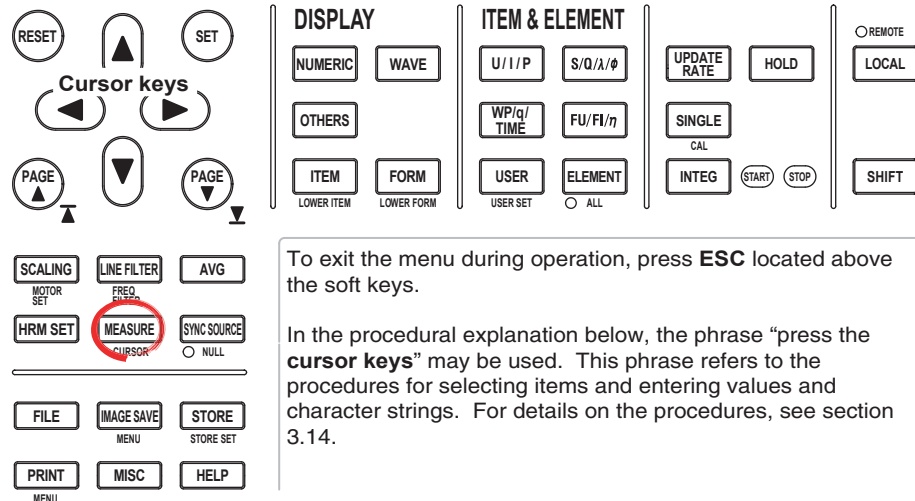 RESET
SET
Cursor keys
PAGE
PAGE
DISPLAY
NUMERIC
WAVE
OTHERS
ITEM
FORM
LOWER ITEM
LOWER FORM
ITEM & ELEMENT
U / I / P
S/Q/λ/ϕ
WP/q/
TIME
FU/FI/η
USER
ELEMENT
USER SET
ALL
UPDATE
RATE
HOLD
SINGLE
CAL
INTEG
START
STOP
REMOTE
LOCAL
SHIFT
SCALING
LINE FILTER
AVG
MOTOR
SET
FREQ
FILTER
HRM SET
MEASURE
SYNC SOURCE
CURSOR
NULL
FILE
IMAGE SAVE
STORE
MENU
STORE SET
PRINT
MISC
HELP
MENU
To exit the menu during operation, press ESC located above
the soft keys.
In the procedural explanation below, the phrase “press the
cursor keys” may be used. This phrase refers to the
procedures for selecting items and entering values and
character strings. For details on the procedures, see section
3.14.